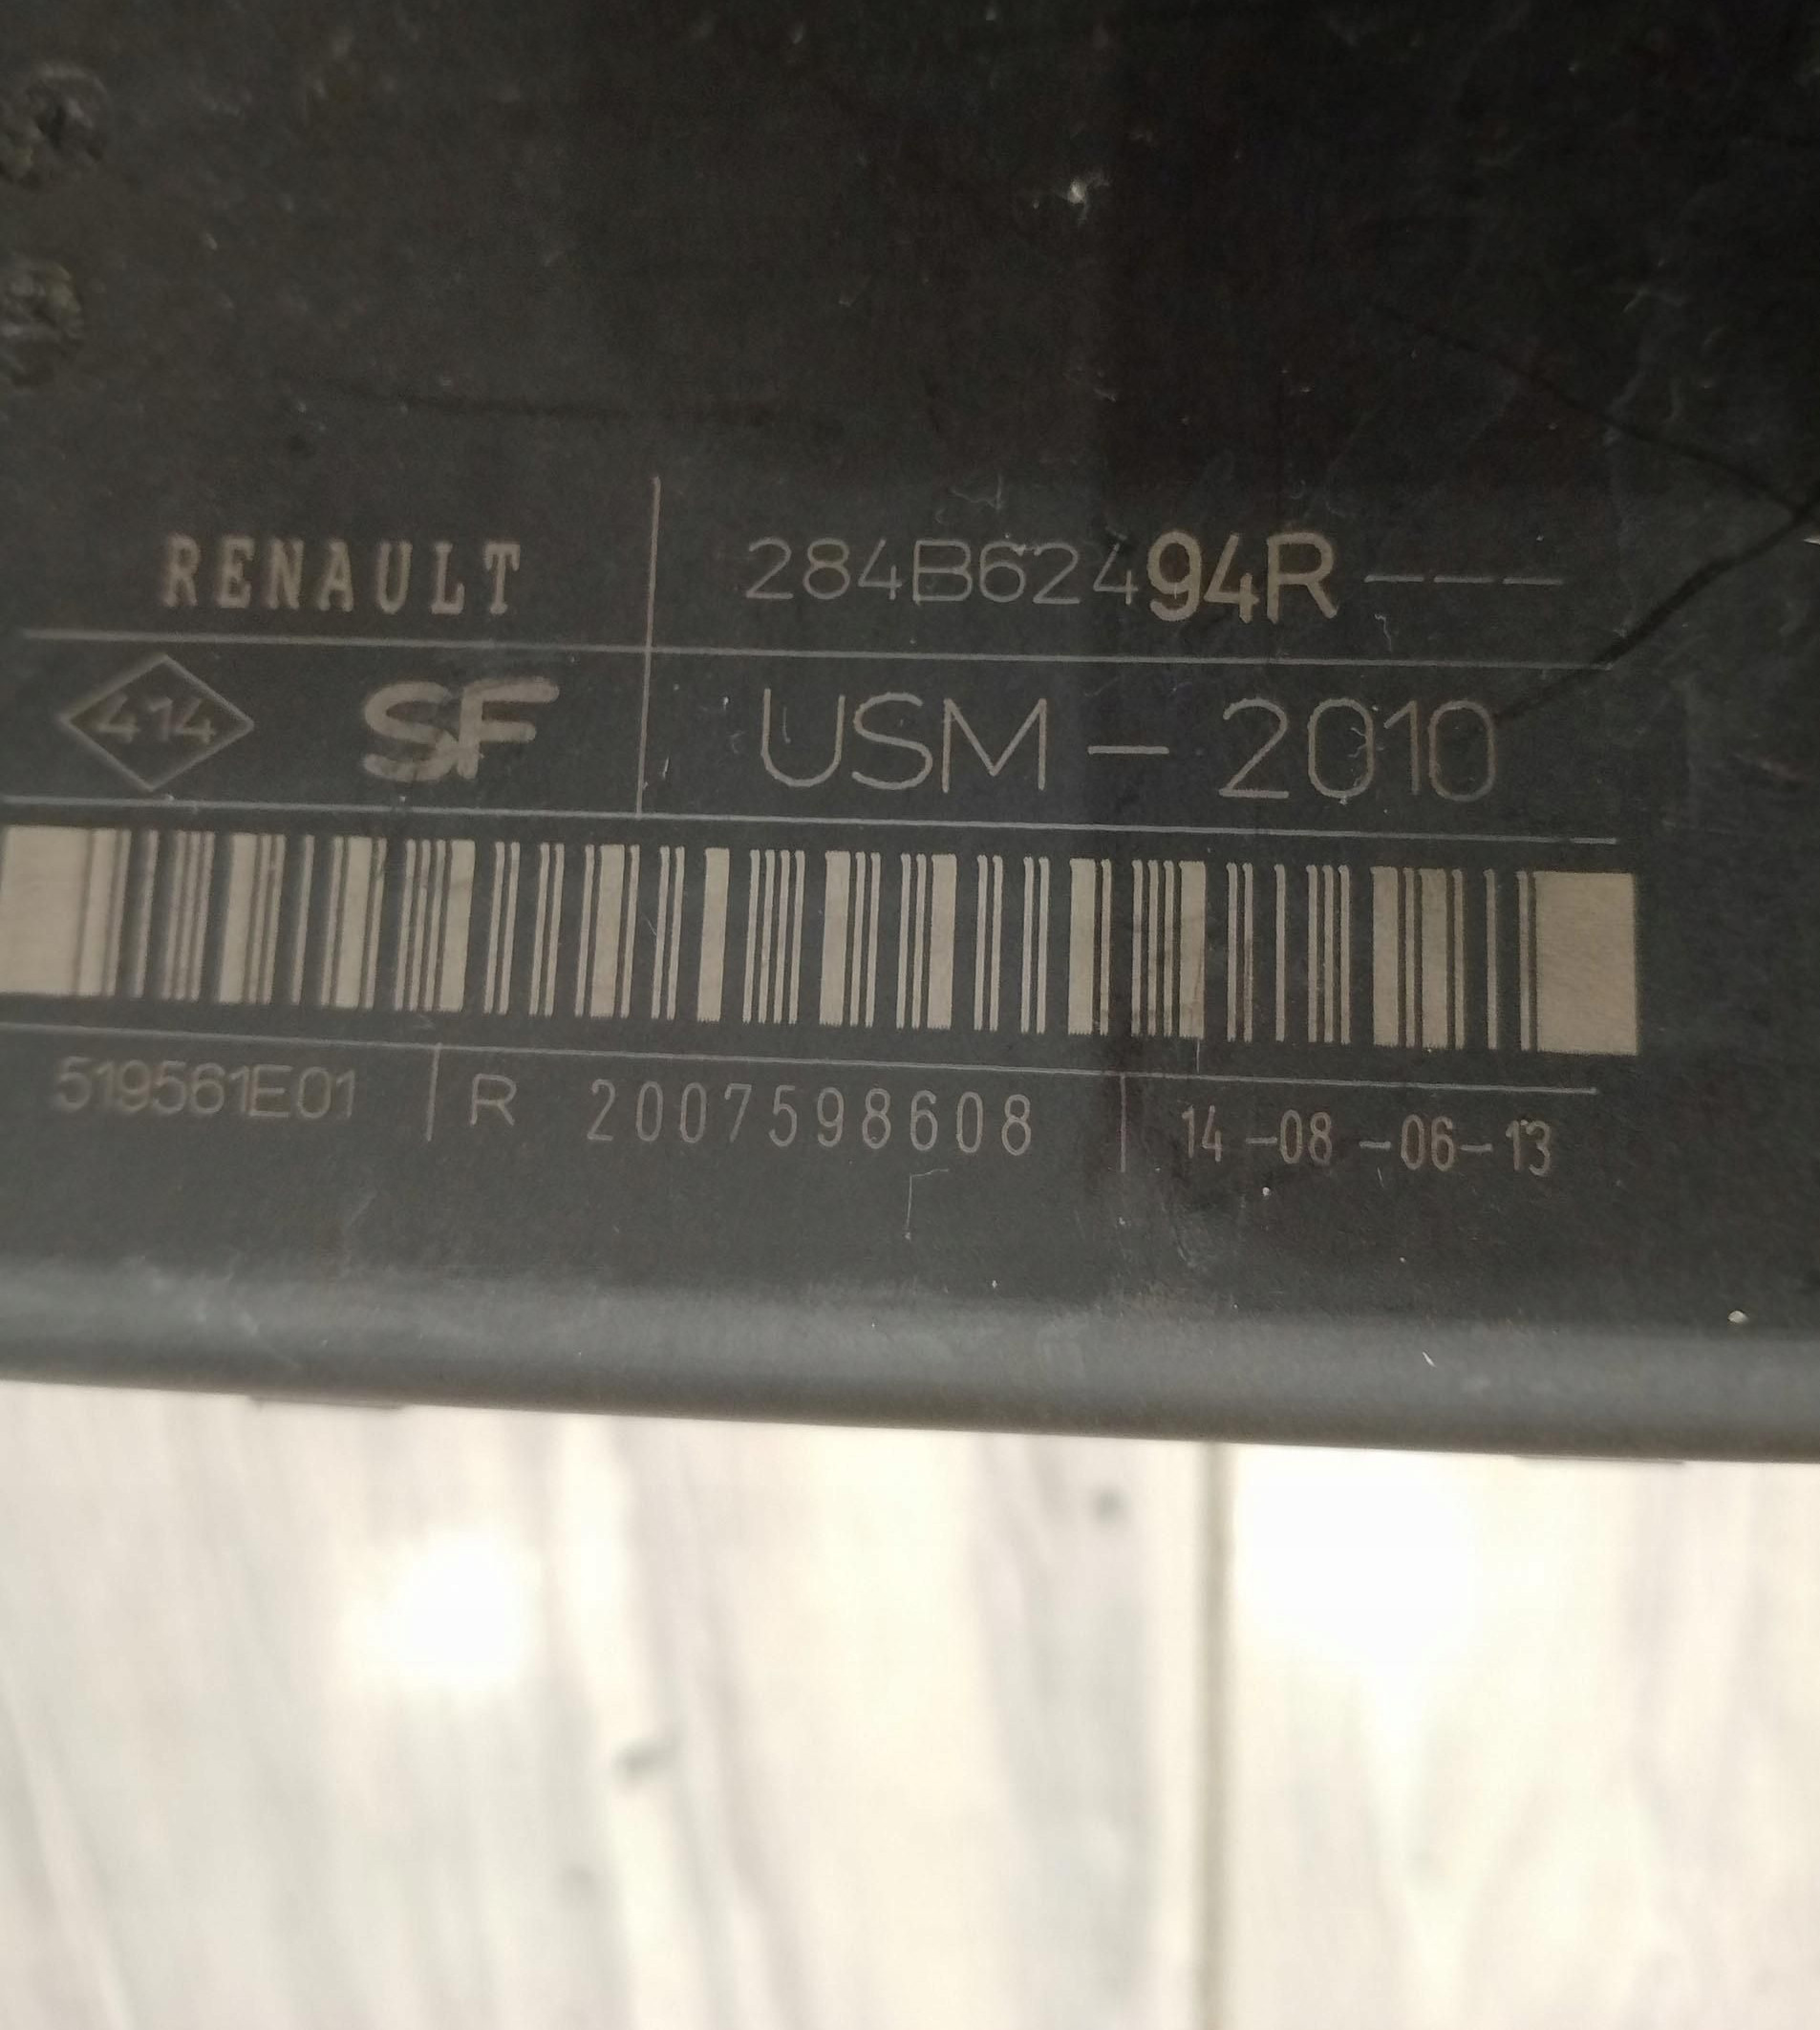 RENAULT 284B62494R---
414 SF USM - 2010
519561E01 R 2007598608 14-08-06-13